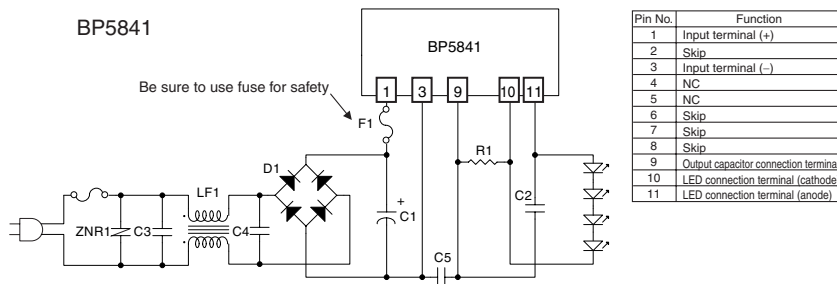 BP5841
BP5841
1
3
9
10
11
Be sure to use fuse for safety
F1
D1
R1
LF1
+
C1
C2
ZNR1
C3
C4
C5
Pin No. Function
1 Input terminal (+)
2 Skip
3 Input terminal (−)
4 NC
5 NC
6 Skip
7 Skip
8 Skip
9 Output capacitor connection termina
10 LED connection terminal (cathode
11 LED connection terminal (anode)